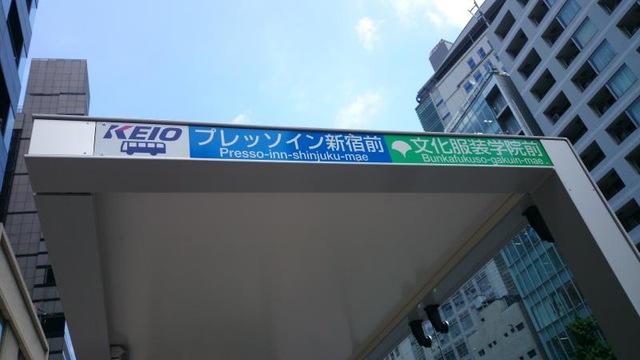 KEIO
プレッソイン新宿前
Presso-inn-shinjuku-mae
文化服装学院前
Bunkafukuso-gakuin-mae